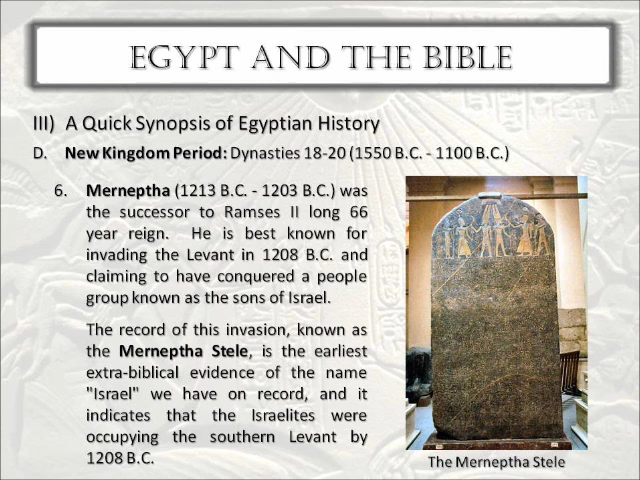 EGYPT AND THE BIBLE
III) A Quick Synopsis of Egyptian History
D. New Kingdom Period: Dynasties 18-20 (1550 B.C. - 1100 B.C.)
6. Merneptha (1213 B.C. - 1203 B.C.) was
the successor to Ramses II long 66
year reign. He is best known for
invading the Levant in 1208 B.C. and
claiming to have conquered a people
group known as the sons of Israel.
The record of this invasion, known as
the Merneptha Stele, is the earliest
extra-biblical evidence of the name
"Israel" we have on record, and it
indicates that the Israelites were
occupying the southern Levant by
1208 B.C.
The Merneptha Stele